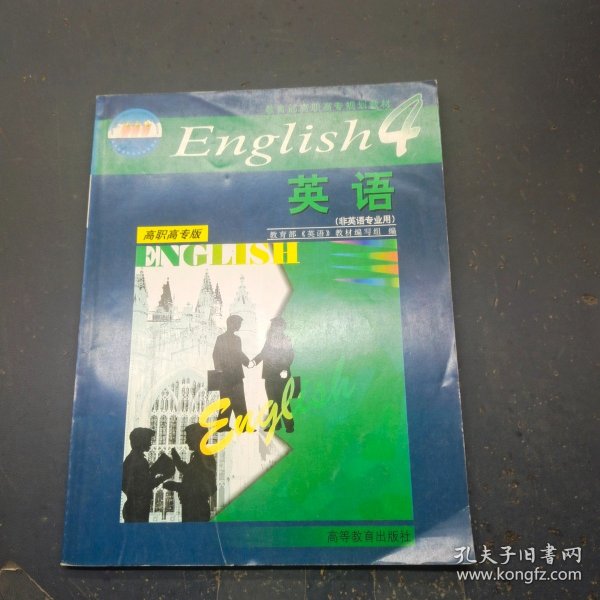 教育部高职高专规划教材
English 4
英语
(非英语专业用)
教育部《英语》教材编写组 编
高职高专版
ENGLISH
English
高等教育出版社
孔夫子旧书网
www.kongfz.com